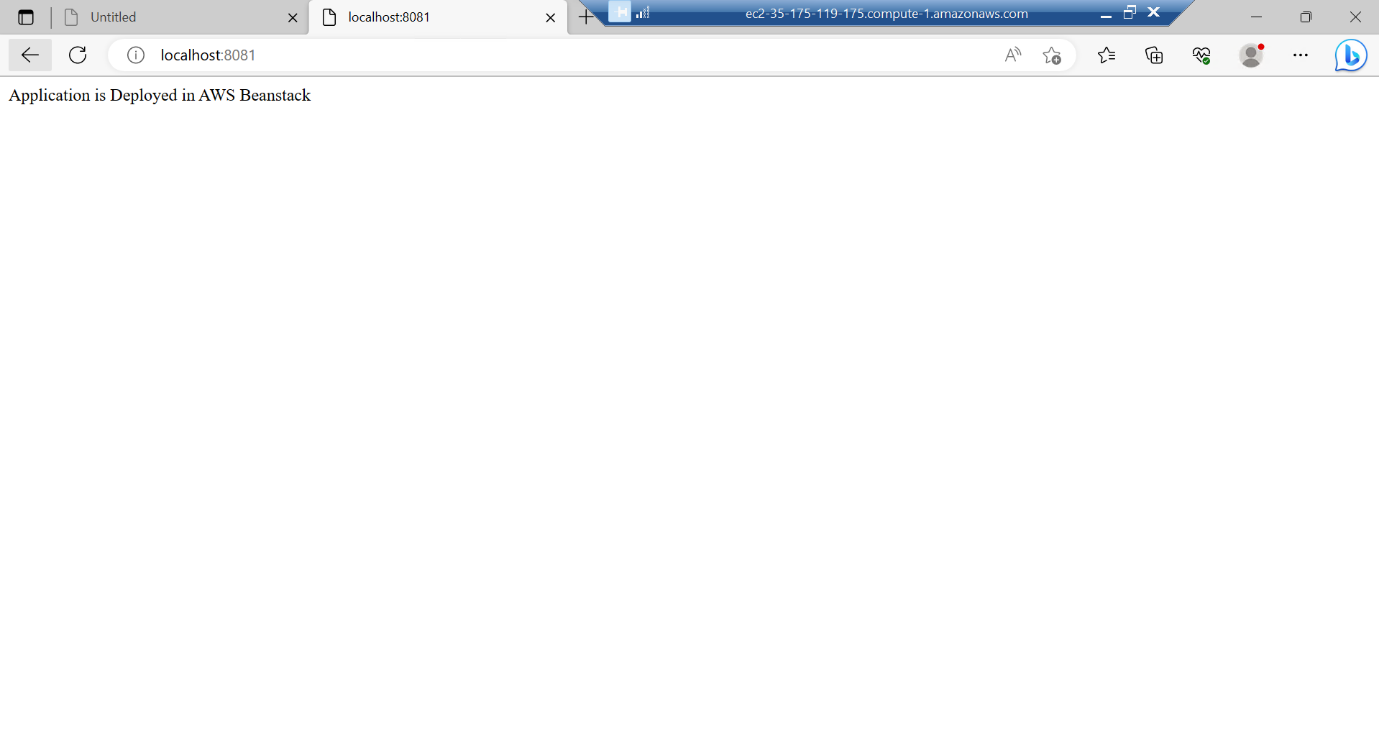 Untitled
localhost:8081
ec2-35-175-119-175.compute-1.amazonaws.com
localhost:8081
Application is Deployed in AWS Beanstack